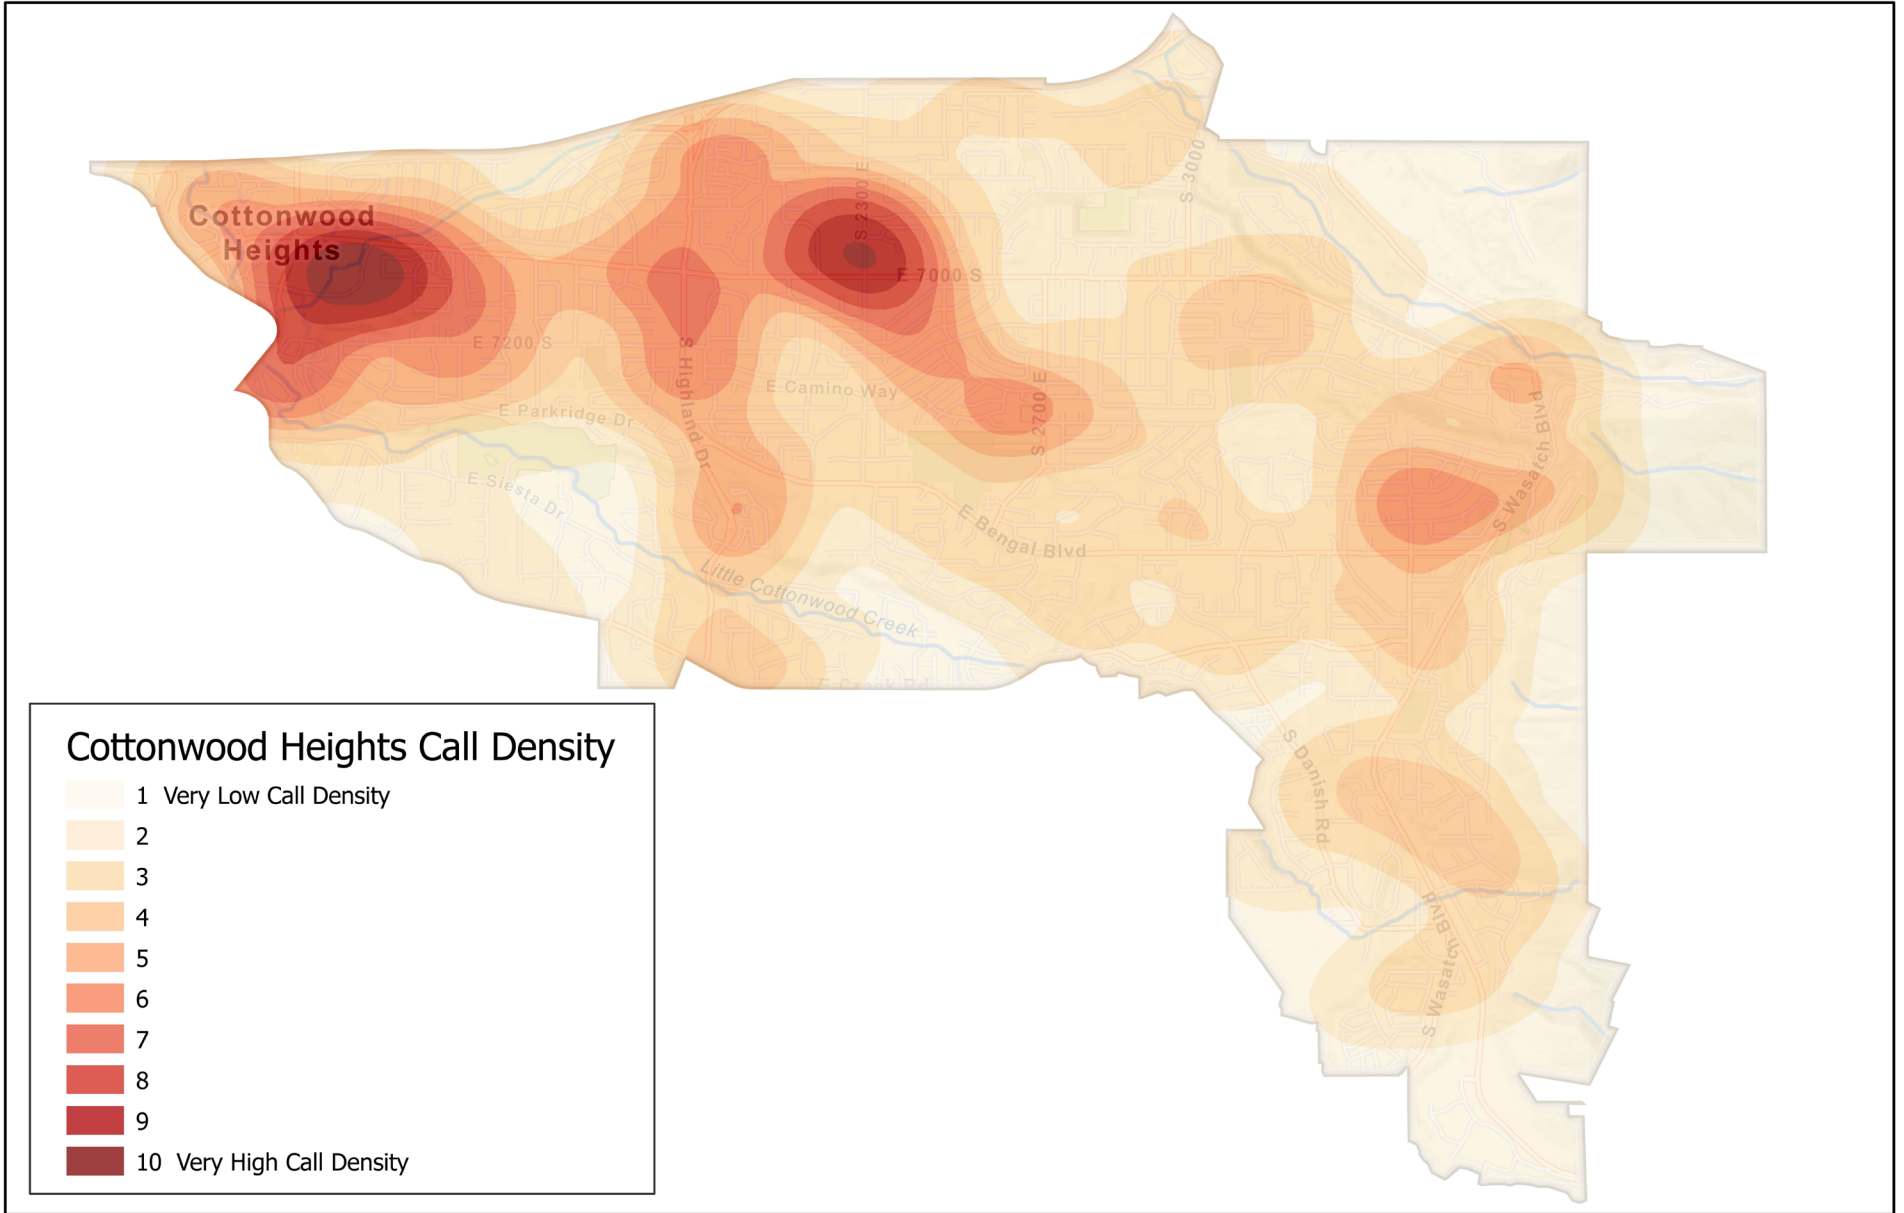 Cottonwood
Heights
S 2300 E
S 3000
E 7000 S
E 7200 S
S Highland Dr
E Camino Way
S 2700 E
E Parkridge Dr
S Wasatch Blvd
E Siesta Dr
E Bengal Blvd
Little Cottonwood Creek
E Creek Rd
S Danish Rd
S Wasatch Blvd
Cottonwood Heights Call Density
1 Very Low Call Density
2
3
4
5
6
7
8
9
10 Very High Call Density